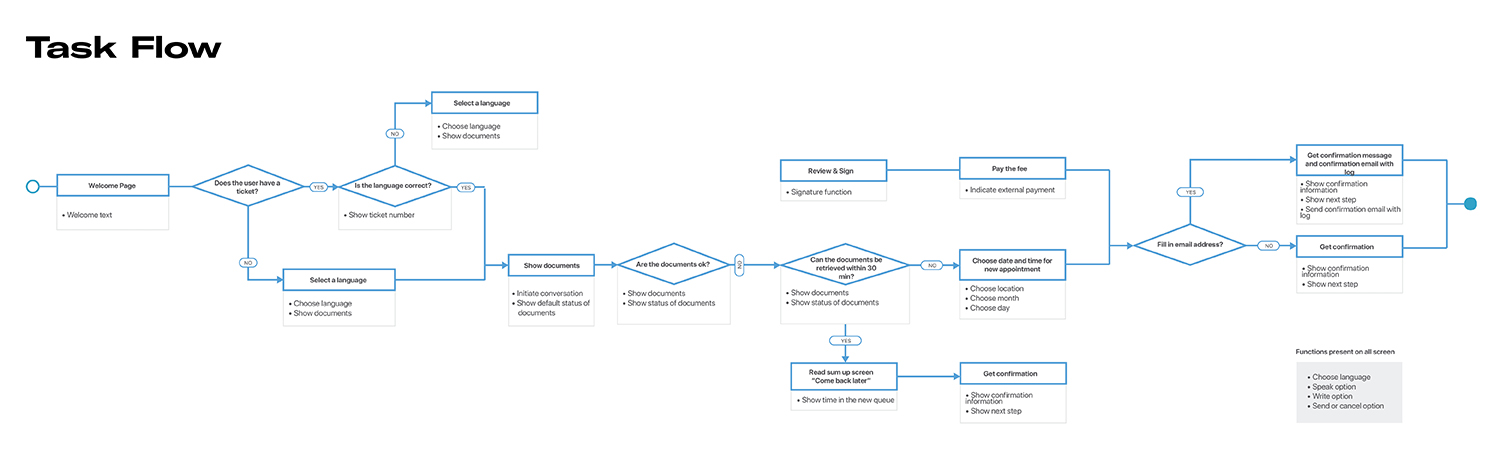 Task Flow
Select a language
• Choose language
• Show documents
NO
Welcome Page
• Welcome text
Does the user have a
ticket?
YES
Is the language correct?
• Show ticket number
YES
NO
Select a language
• Choose language
• Show documents
Show documents
• Initiate conversation
• Show default status of
documents
Are the documents ok?
• Show documents
• Show status of documents
NO
Can the documents be
retrieved within 30
min?
• Show documents
• Show status of documents
NO
Choose date and time for
new appointment
• Choose location
• Choose month
• Choose day
YES
Read sum up screen
"Come back later"
• Show time in the new queue
Get confirmation
• Show confirmation
information
• Show next step
Review & Sign
• Signature function
Pay the fee
• Indicate external payment
Fill in email address?
YES
Get confirmation message
and confirmation email with
log
• Show confirmation
information
• Show next step
• Send confirmation email with
log
NO
Get confirmation
• Show confirmation
information
• Show next step
Functions present on all screen
• Choose language
• Speak option
• Write option
• Send or cancel option